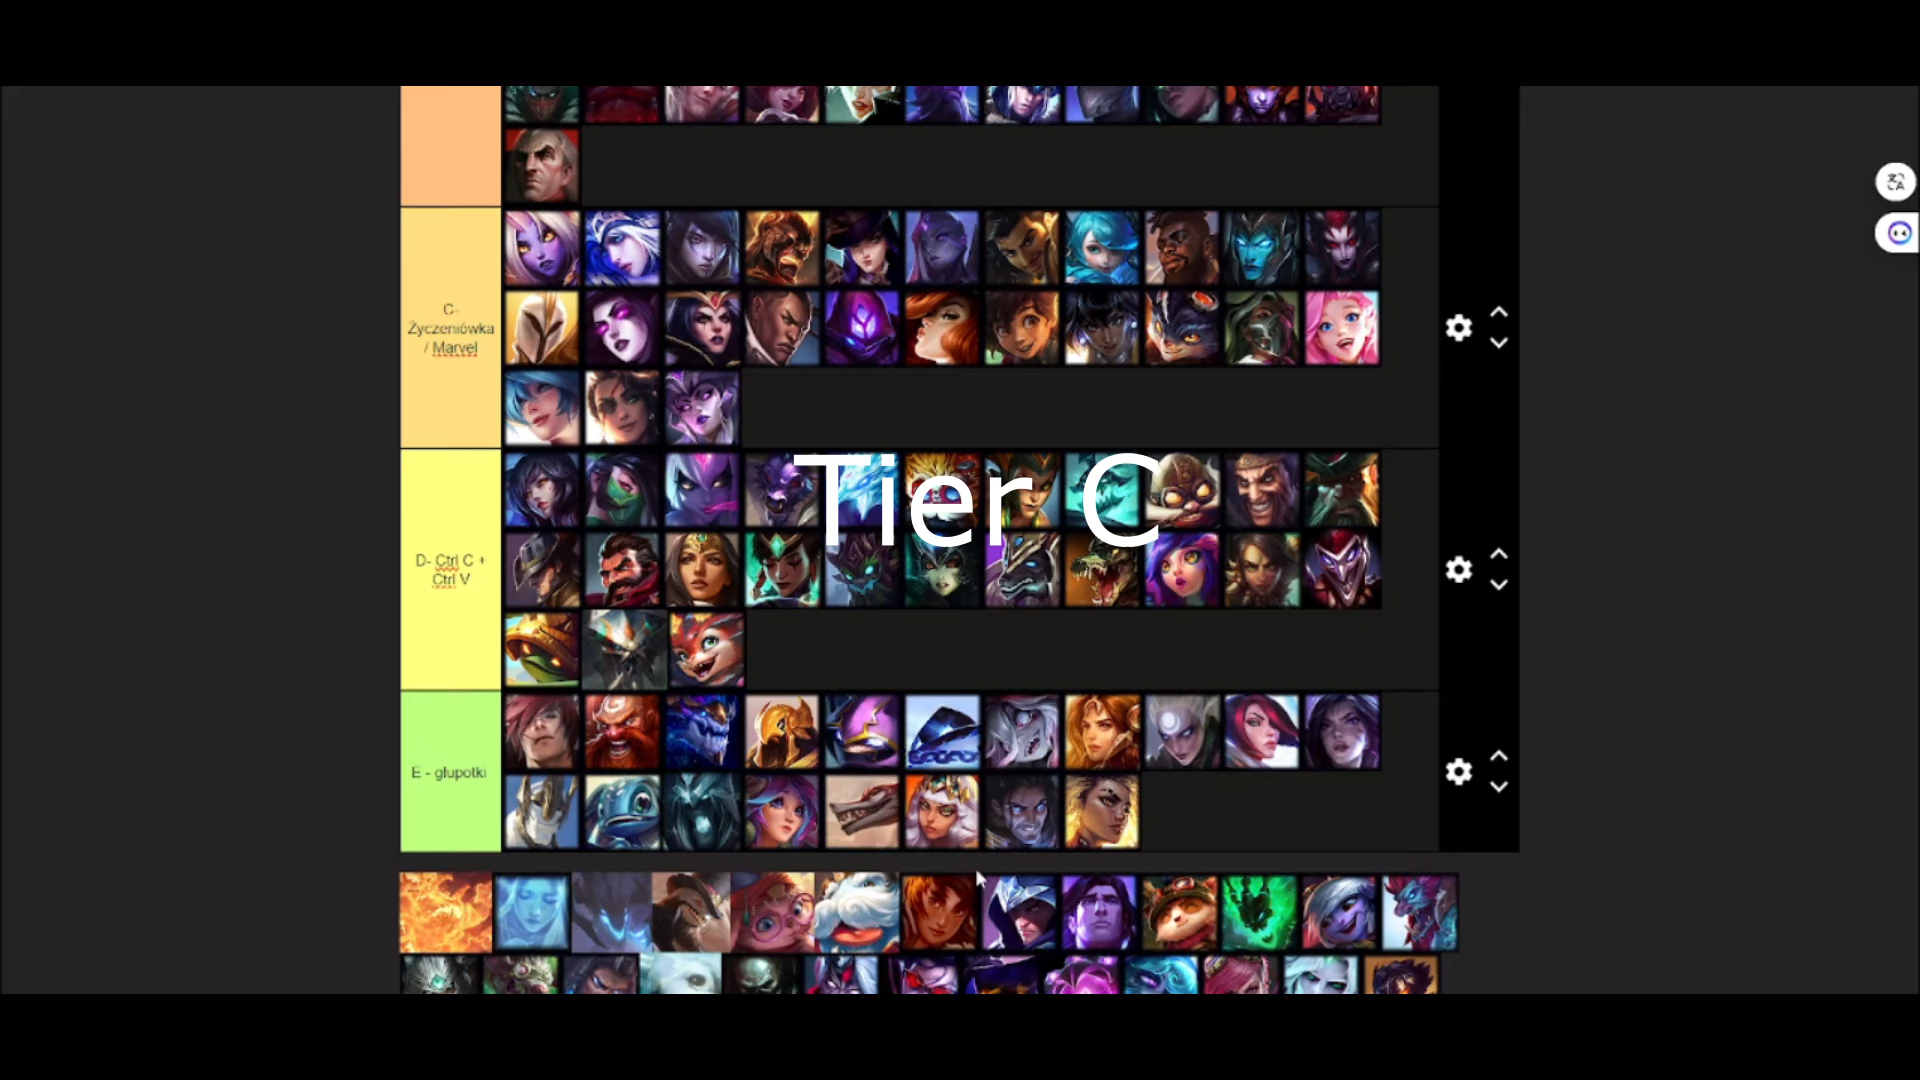 C-
Życzeniówka
/ Marvel
Tier C
D- Ctrl C +
Ctrl V
E - głupotki